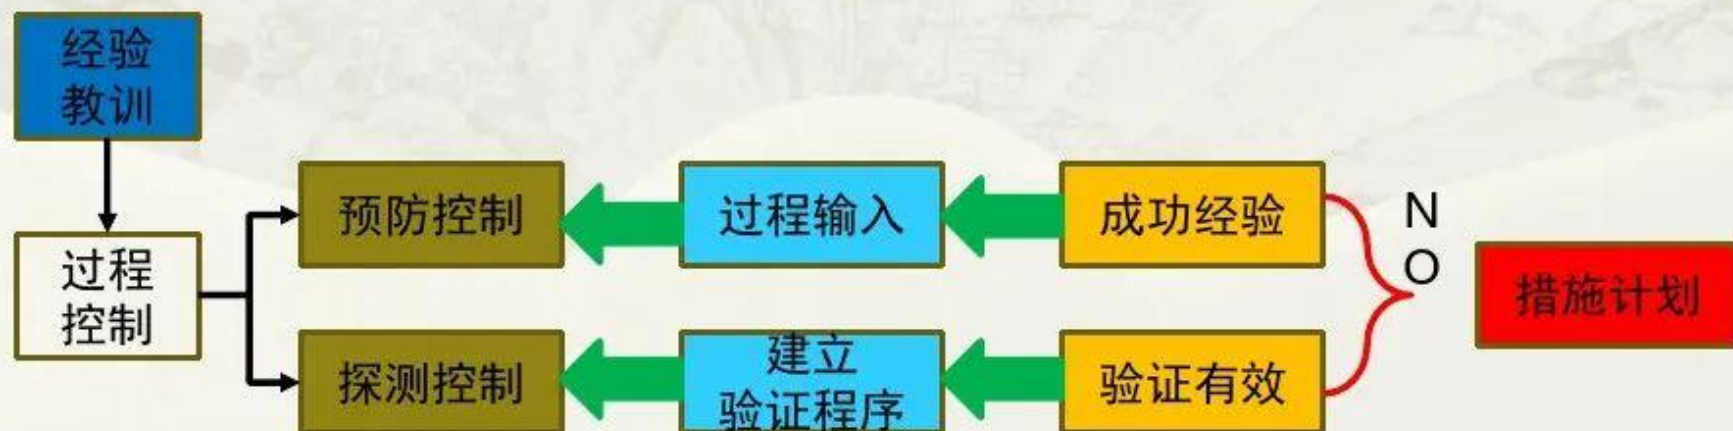 经验
教训
过程
控制
预防控制
过程输入
成功经验
N
O
措施计划
探测控制
建立
验证程序
验证有效